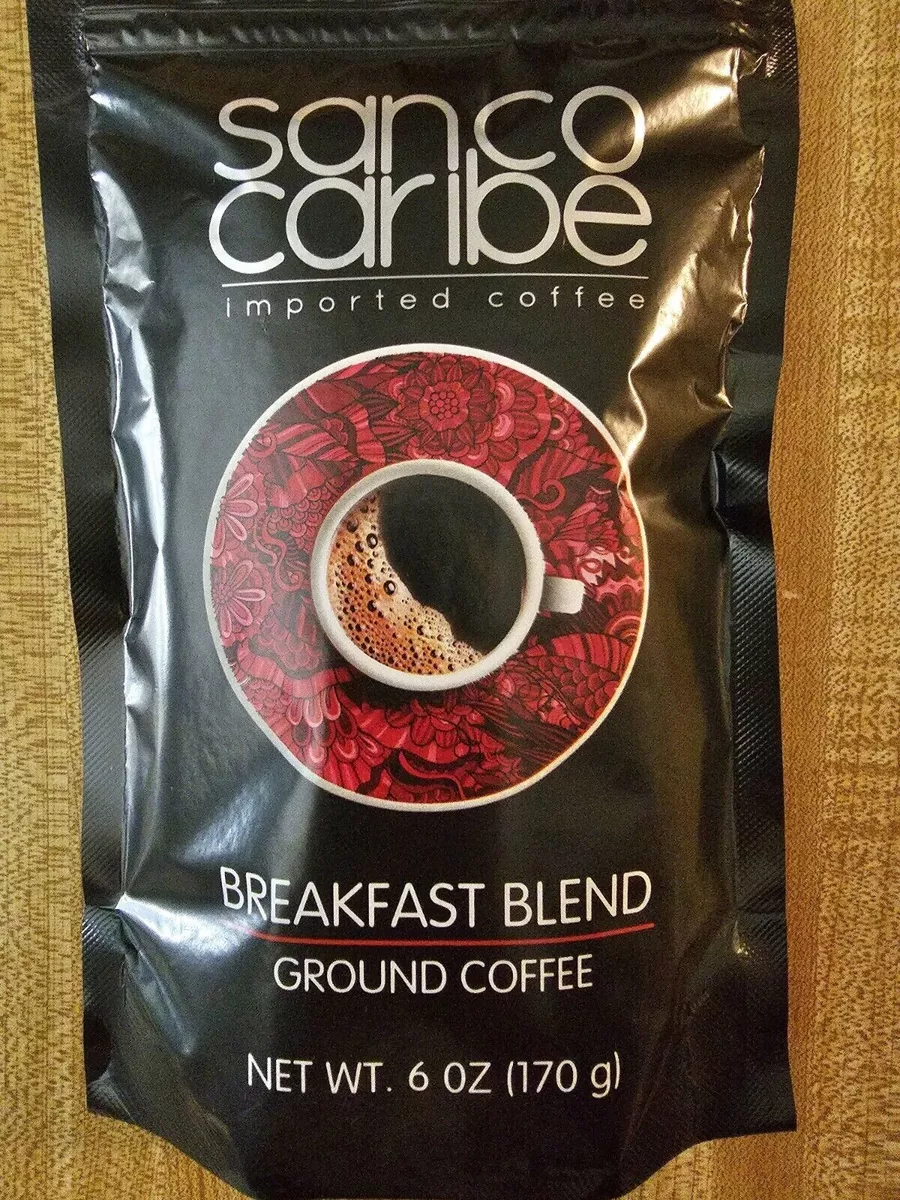 sanco
caribe
imported coffee
BREAKFAST BLEND
GROUND COFFEE
NET WT. 6 OZ (170 g)